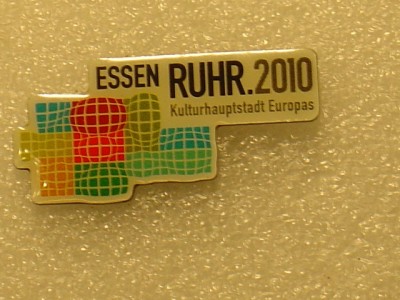 ESSEN RUHR.2010
Kulturhauptstadt Europas